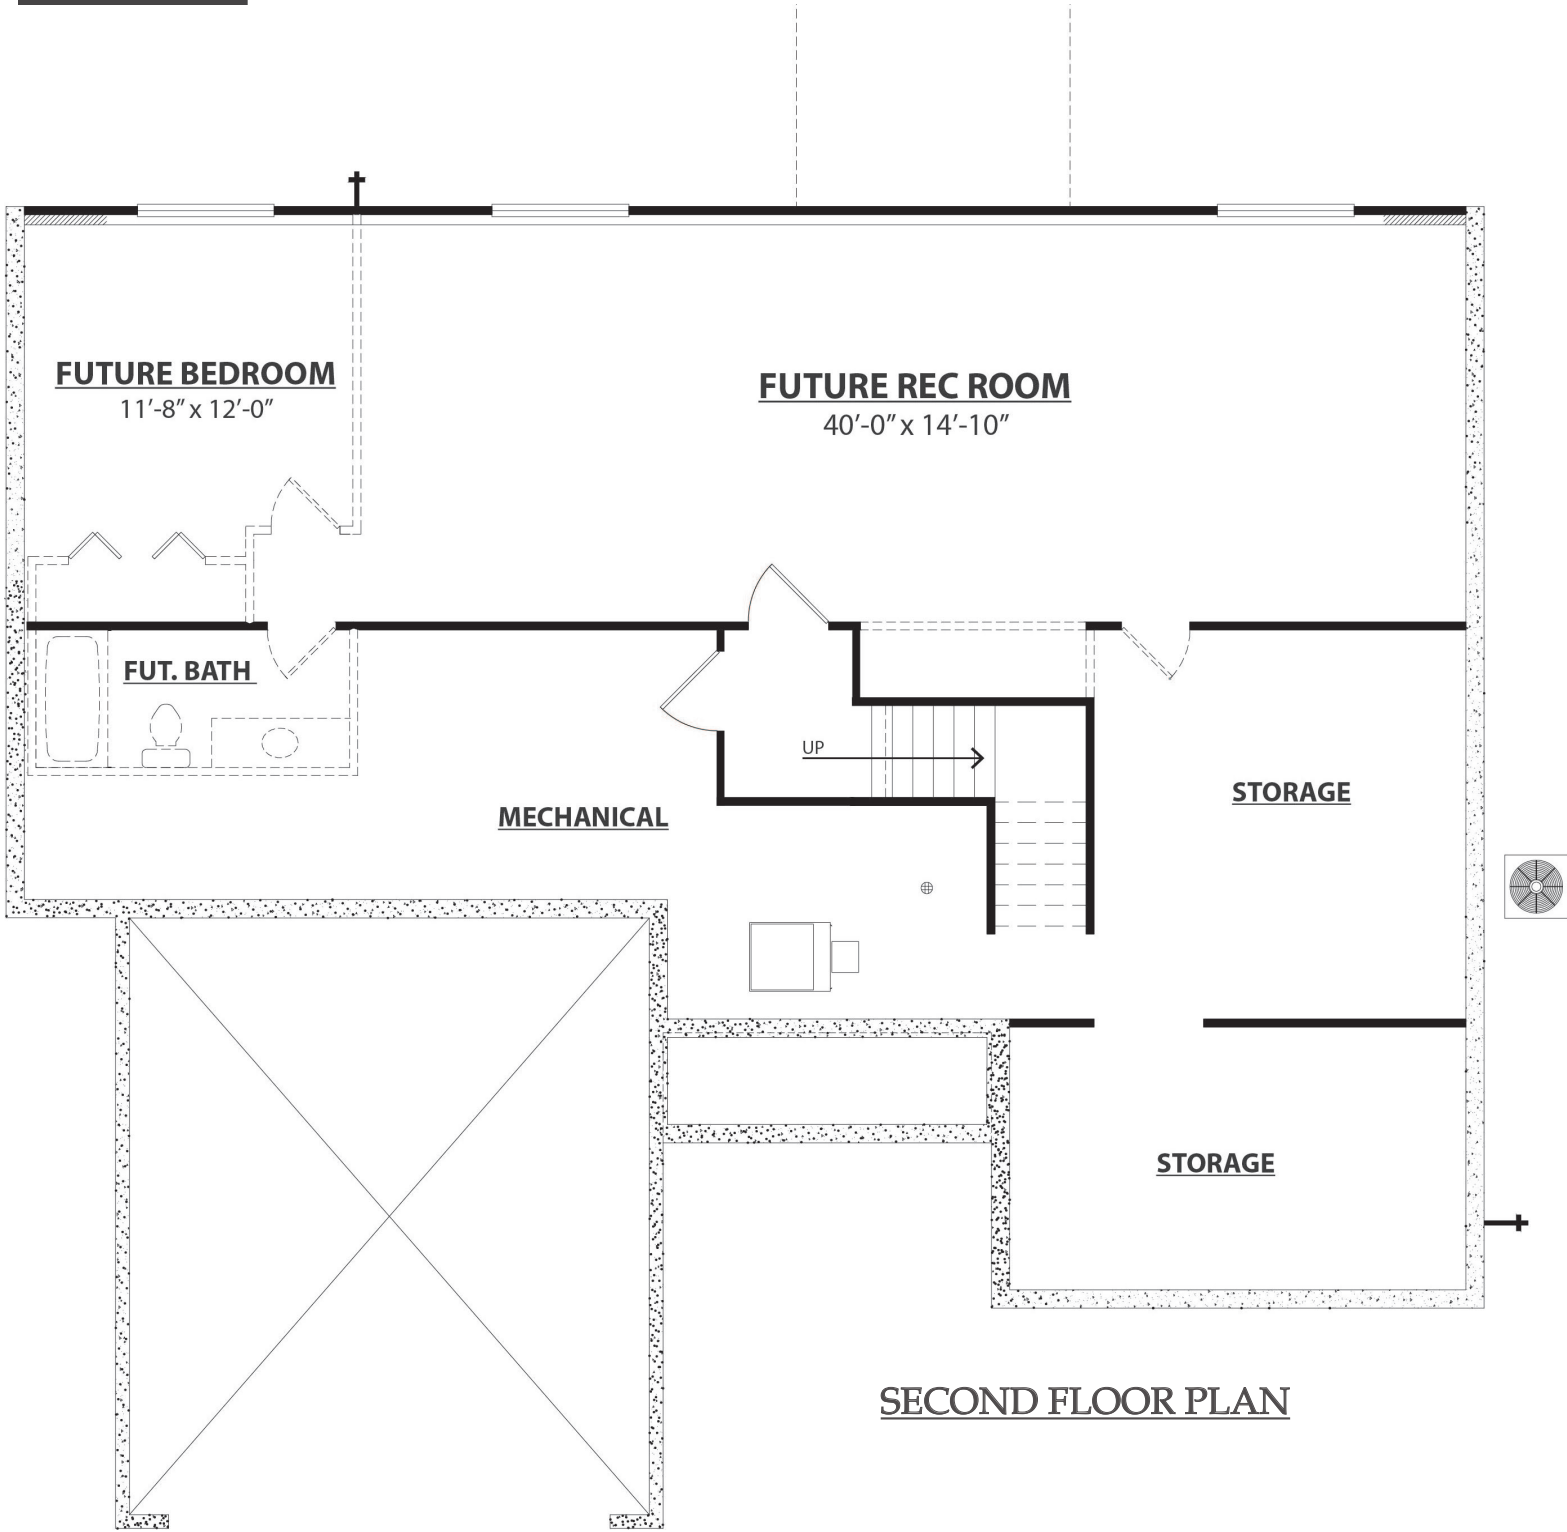 FUTURE BEDROOM
11’-8” x 12’-0”
FUTURE REC ROOM
40’-0” x 14’-10”
FUT. BATH
UP
MECHANICAL
STORAGE
STORAGE
SECOND FLOOR PLAN